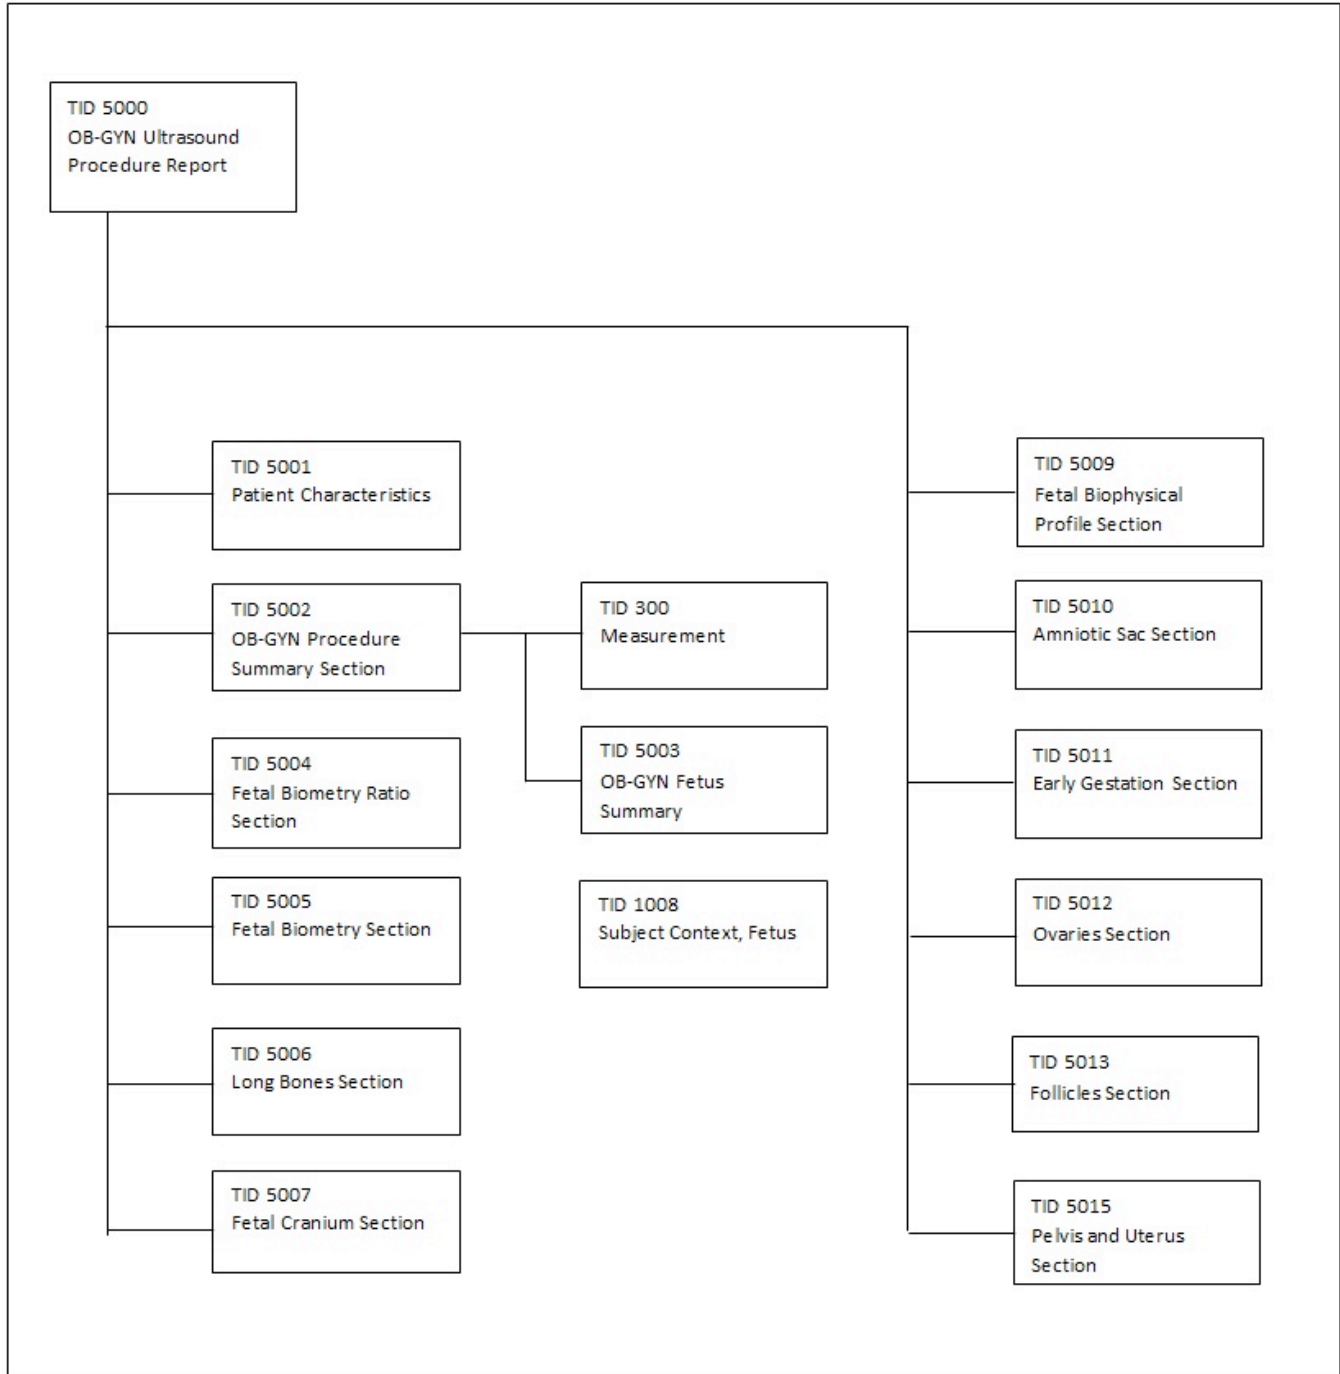 TID 5000
OB-GYN Ultrasound
Procedure Report
TID 5001
Patient Characteristics
TID 5002
OB-GYN Procedure
Summary Section
TID 300
Measurement
TID 5003
OB-GYN Fetus
Summary
TID 1008
Subject Context, Fetus
TID 5004
Fetal Biometry Ratio
Section
TID 5005
Fetal Biometry Section
TID 5006
Long Bones Section
TID 5007
Fetal Cranium Section
TID 5009
Fetal Biophysical
Profile Section
TID 5010
Amniotic Sac Section
TID 5011
Early Gestation Section
TID 5012
Ovaries Section
TID 5013
Follicles Section
TID 5015
Pelvis and Uterus
Section